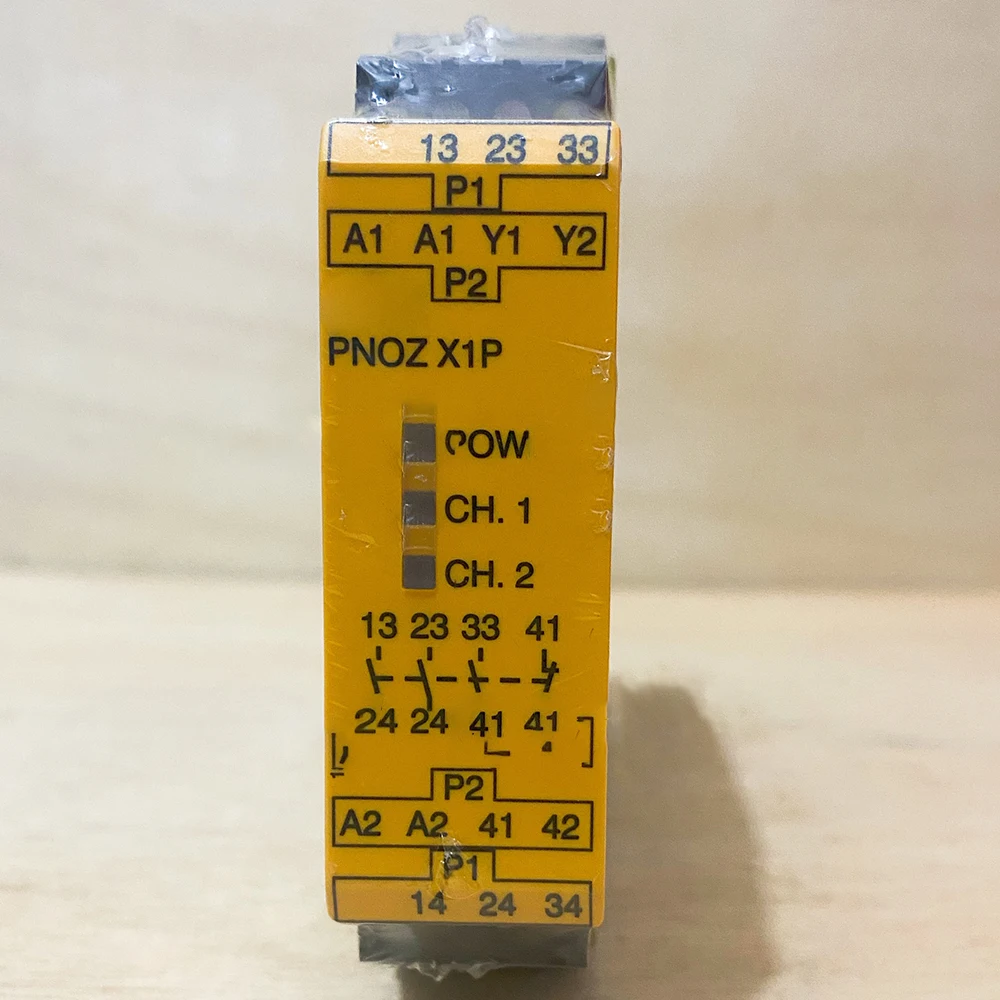 13 23 33
P1
A1 A1 Y1 Y2
P2
PNOZ X1P
POW
CH. 1
CH. 2
13 23 33 41
24 24 41 41
P2
A2 A2 41 42
P1
14 24 34